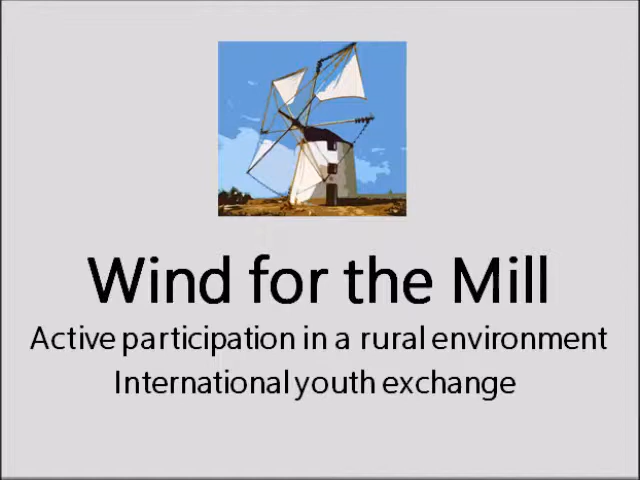 Wind for the Mill
Active participation in a rural environment
International youth exchange